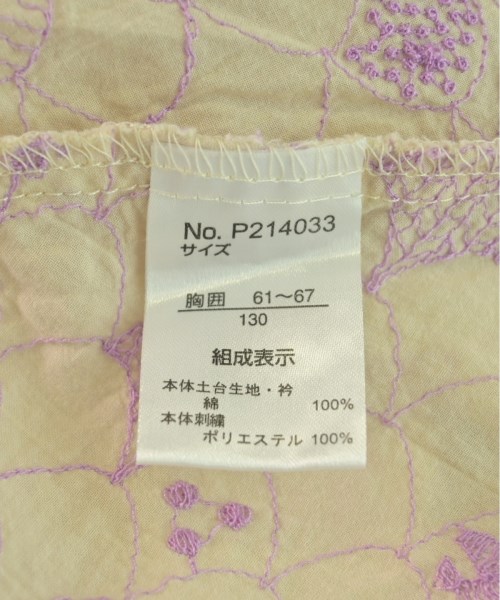 No. P214033
サイズ
胸囲 61～67
130
組成表示
本体土台生地・衿
綿 100%
本体刺繍
ポリエステル 100%